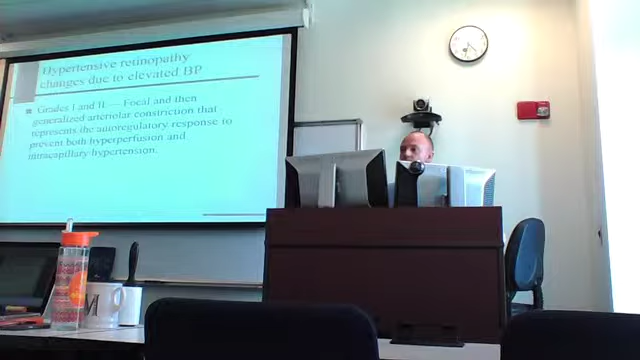 Hypertensive retinopathy
changes due to elevated BP
Grades I and II — Focal and then
generalized arteriolar constriction that
represents the autoregulatory response to
prevent both hyperperfusion and
intracapillary hypertension.